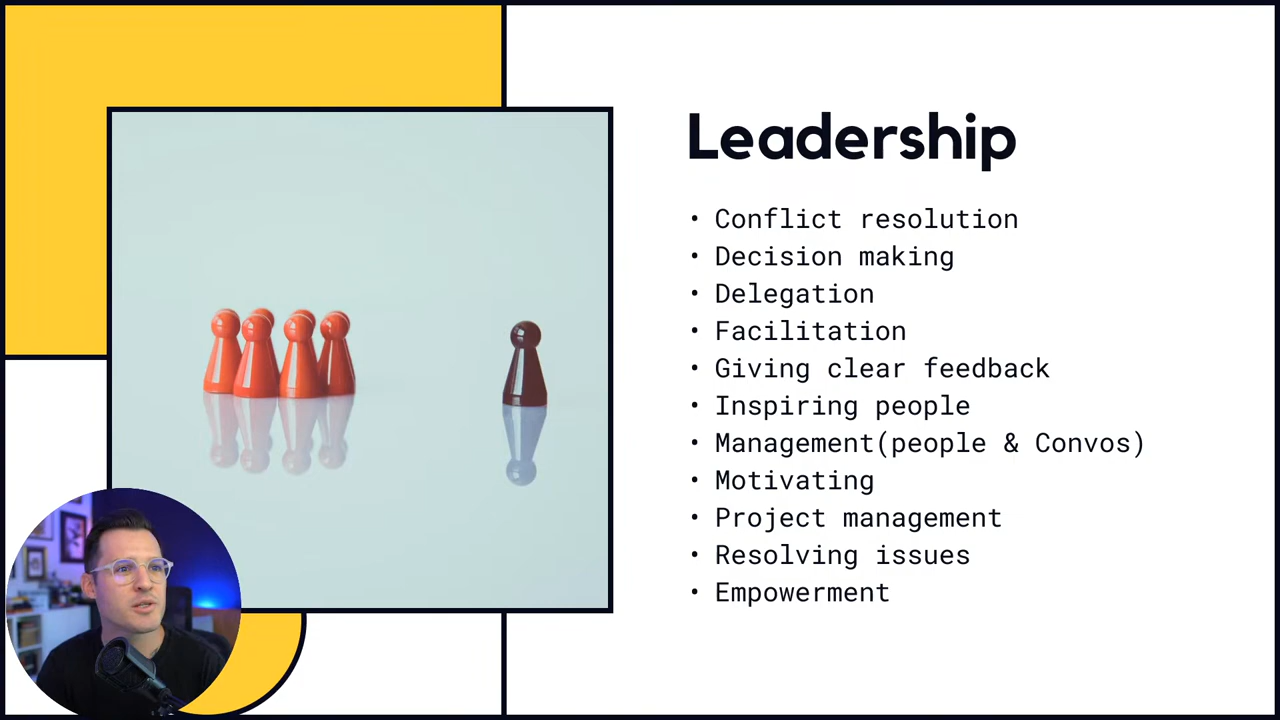 Leadership
• Conflict resolution
• Decision making
• Delegation
• Facilitation
• Giving clear feedback
• Inspiring people
• Management(people & Convos)
• Motivating
• Project management
• Resolving issues
• Empowerment